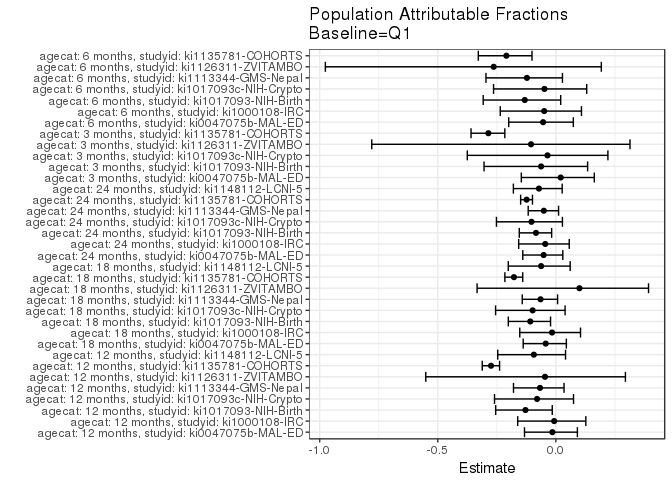 Population Attributable Fractions
Baseline=Q1
agecat: 6 months, studyid: ki1135781-COHORTS
agecat: 6 months, studyid: ki1126311-ZVITAMBO
agecat: 6 months, studyid: ki1113344-GMS-Nepal
agecat: 6 months, studyid: ki1017093c-NIH-Crypto
agecat: 6 months, studyid: ki1017093-NIH-Birth
agecat: 6 months, studyid: ki1000108-IRC
agecat: 6 months, studyid: ki0047075b-MAL-ED
agecat: 3 months, studyid: ki1135781-COHORTS
agecat: 3 months, studyid: ki1126311-ZVITAMBO
agecat: 3 months, studyid: ki1017093c-NIH-Crypto
agecat: 3 months, studyid: ki1017093-NIH-Birth
agecat: 3 months, studyid: ki0047075b-MAL-ED
agecat: 24 months, studyid: ki1148112-LCNI-5
agecat: 24 months, studyid: ki1135781-COHORTS
agecat: 24 months, studyid: ki1113344-GMS-Nepal
agecat: 24 months, studyid: ki1017093c-NIH-Crypto
agecat: 24 months, studyid: ki1017093-NIH-Birth
agecat: 24 months, studyid: ki1000108-IRC
agecat: 24 months, studyid: ki0047075b-MAL-ED
agecat: 18 months, studyid: ki1148112-LCNI-5
agecat: 18 months, studyid: ki1135781-COHORTS
agecat: 18 months, studyid: ki1126311-ZVITAMBO
agecat: 18 months, studyid: ki1113344-GMS-Nepal
agecat: 18 months, studyid: ki1017093c-NIH-Crypto
agecat: 18 months, studyid: ki1017093-NIH-Birth
agecat: 18 months, studyid: ki1000108-IRC
agecat: 18 months, studyid: ki0047075b-MAL-ED
agecat: 12 months, studyid: ki1148112-LCNI-5
agecat: 12 months, studyid: ki1135781-COHORTS
agecat: 12 months, studyid: ki1126311-ZVITAMBO
agecat: 12 months, studyid: ki1113344-GMS-Nepal
agecat: 12 months, studyid: ki1017093c-NIH-Crypto
agecat: 12 months, studyid: ki1017093-NIH-Birth
agecat: 12 months, studyid: ki1000108-IRC
agecat: 12 months, studyid: ki0047075b-MAL-ED
-1.0 -0.5 0.0
Estimate